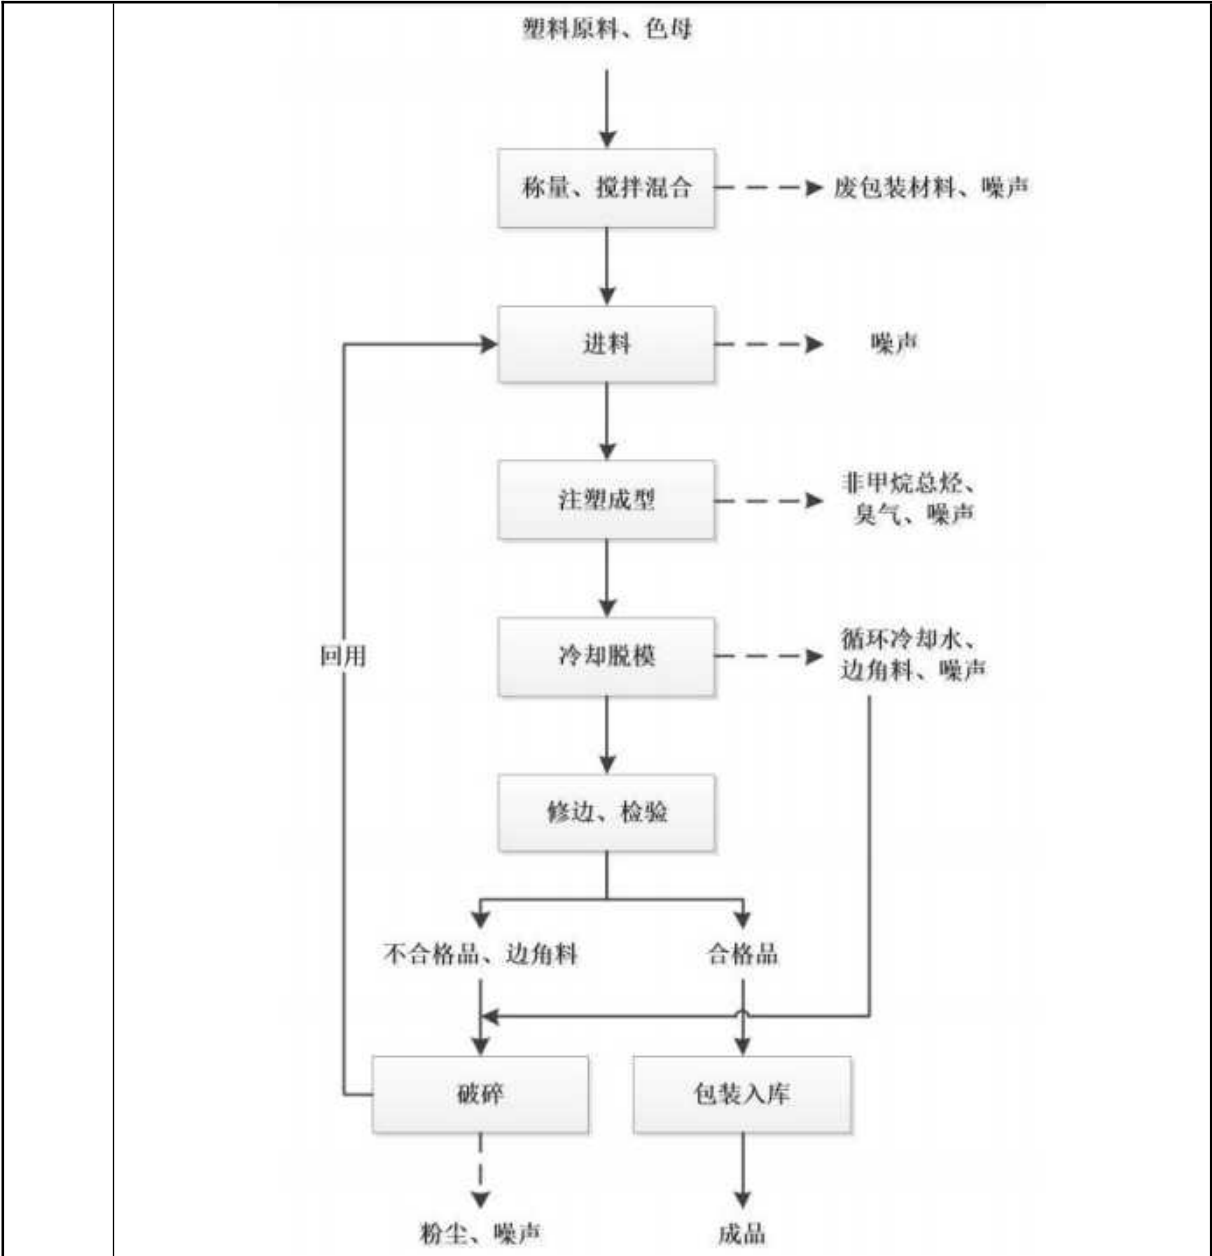 塑料原料、色母
称量、搅拌混合
废包装材料、噪声
进料
噪声
注塑成型
非甲烷总烃、
臭气、噪声
冷却脱模
循环冷却水、
边角料、噪声
回用
修边、检验
不合格品、边角料
合格品
破碎
包装入库
粉尘、噪声
成品